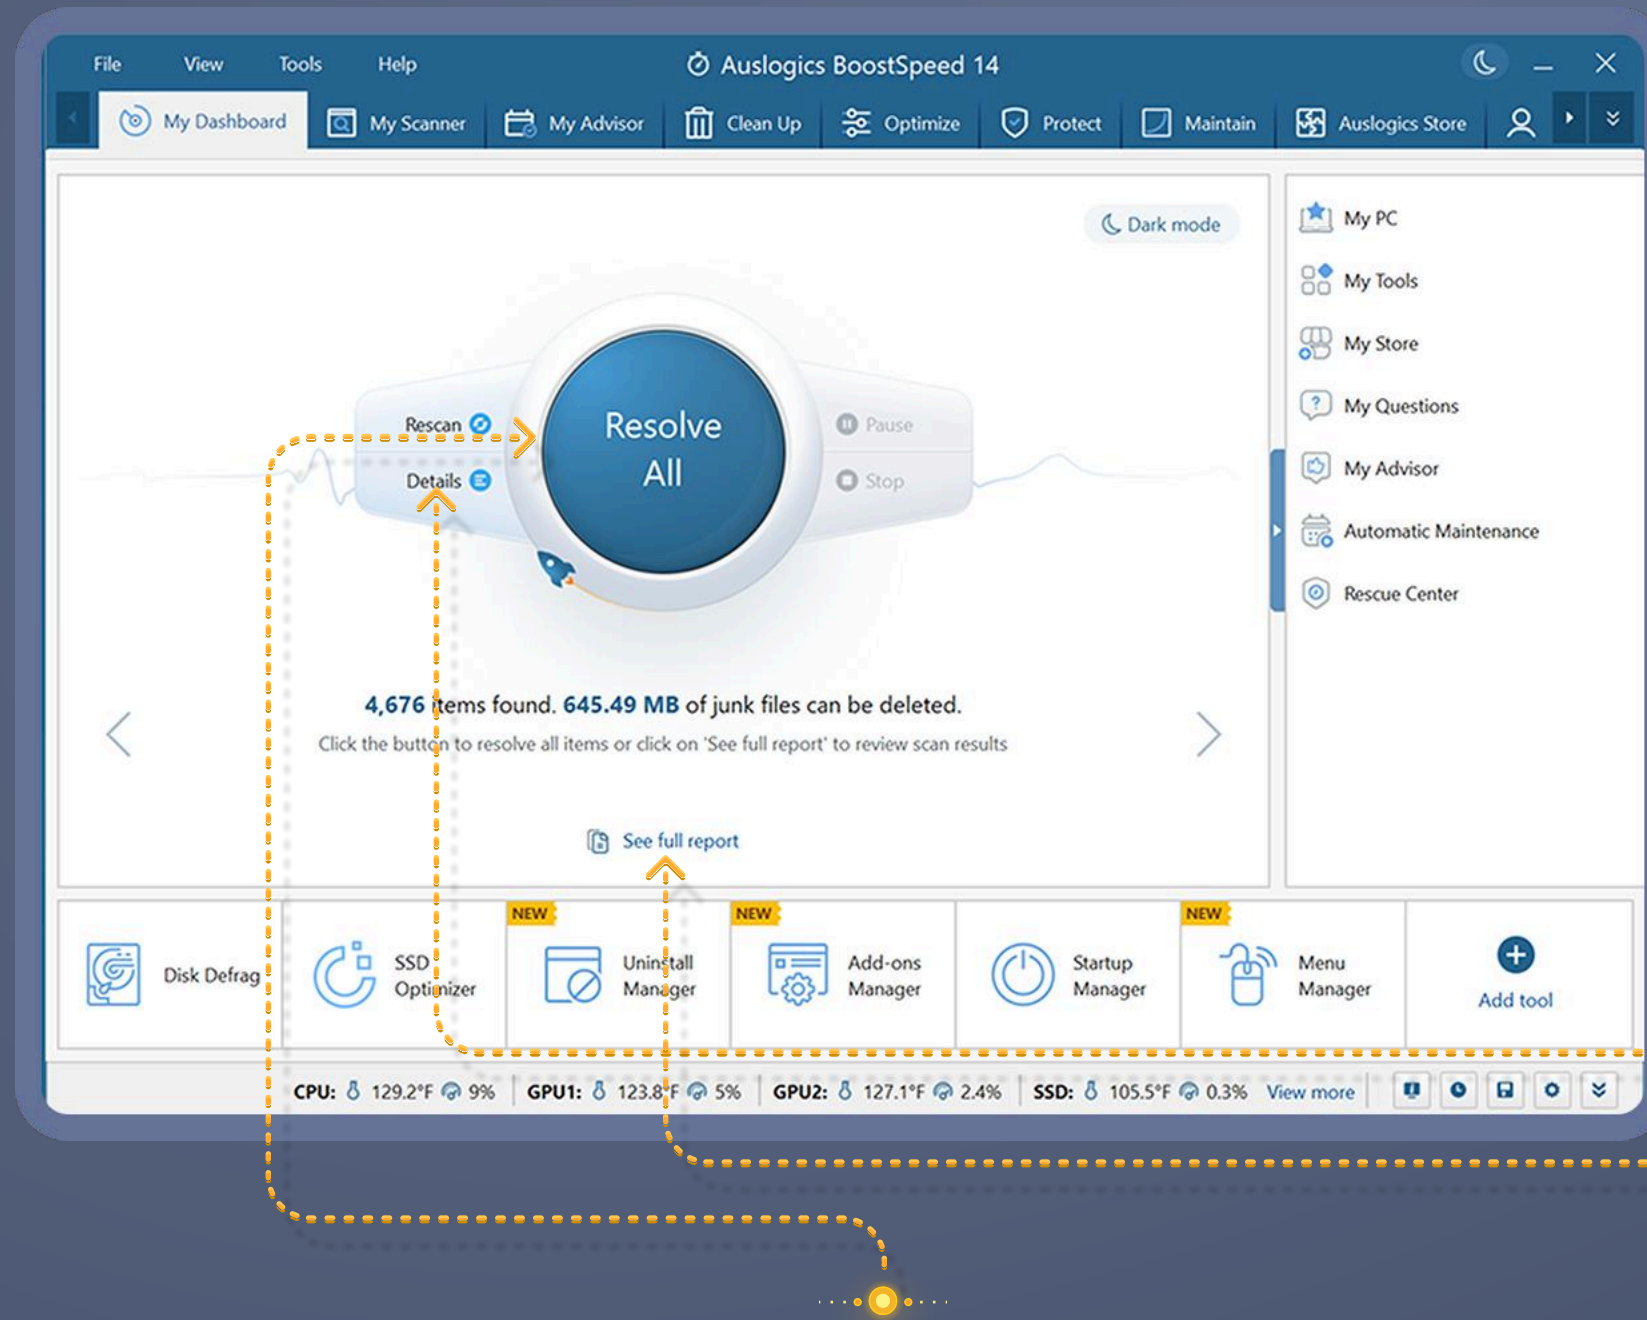 File View Tools Help Auslogics BoostSpeed 14
My Dashboard My Scanner My Advisor Clean Up Optimize Protect Maintain Auslogics Store
Dark mode
Rescan
Details
Resolve
All
Pause
Stop
4,676 items found. 645.49 MB of junk files can be deleted.
Click the button to resolve all items or click on 'See full report' to review scan results
See full report
My PC
My Tools
My Store
My Questions
My Advisor
Automatic Maintenance
Rescue Center
Disk Defrag
SSD
Optimizer
NEW
Uninstall
Manager
NEW
Add-ons
Manager
Startup
Manager
NEW
Menu
Manager
Add tool
CPU: 129.2°F 9% GPU1: 123.8°F 5% GPU2: 127.1°F 2.4% SSD: 105.5°F 0.3% View more